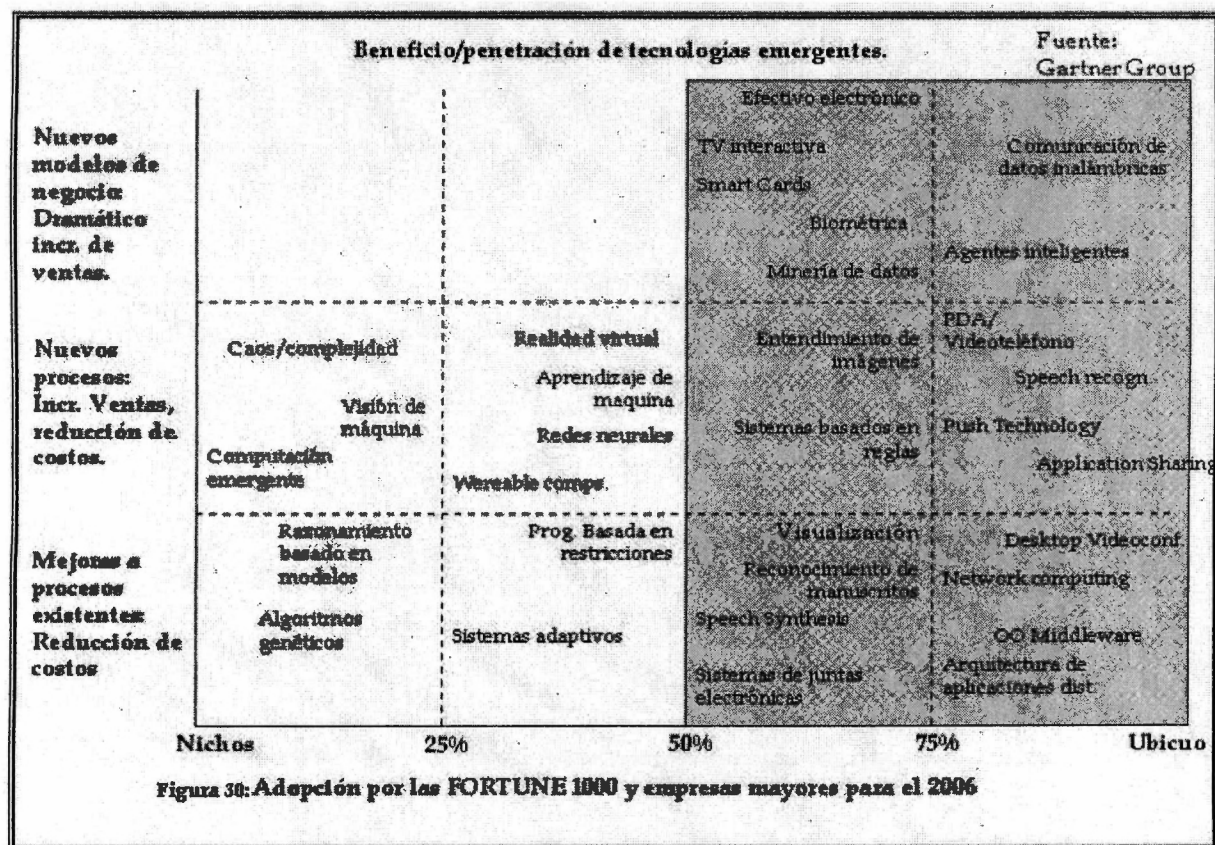 Beneficio/penetración de tecnologías emergentes.
Fuente:
Gartner Group
Nuevos
modelos de
negocio:
Dramático
incr. de
ventas.
Efectivo electrónico
TV interactiva
Smart Cards
Biométrica
Minería de datos
Comunicación de
datos inalámbricas
Agentes inteligentes
Nuevos
procesos:
Incr. Ventas,
reducción de
costos.
Caos/complejidad
Visión de
máquina
Computación
emergente
Realidad virtual
Aprendizaje de
maquina
Redes neurales
Wareable comps.
Entendimiento de
imágenes
Sistemas basados en
reglas
PDA/
Videoteléfono
Speech recogn.
Push Technology
Application Sharing
Mejoras a
procesos
existentes:
Reducción de
costos
Razonamiento
basado en
modelos
Algoritmos
genéticos
Prog. Basada en
restricciones
Sistemas adaptivos
Visualización
Reconocimiento de
manuscritos
Speech Synthesis
Sistemas de juntas
electrónicas
Desktop Videoconf.
Network computing
OO Middleware
Arquitectura de
aplicaciones dist.
Nichos 25% 50% 75% Ubicuo
Figura 30: Adopción por las FORTUNE 1000 y empresas mayores para el 2006